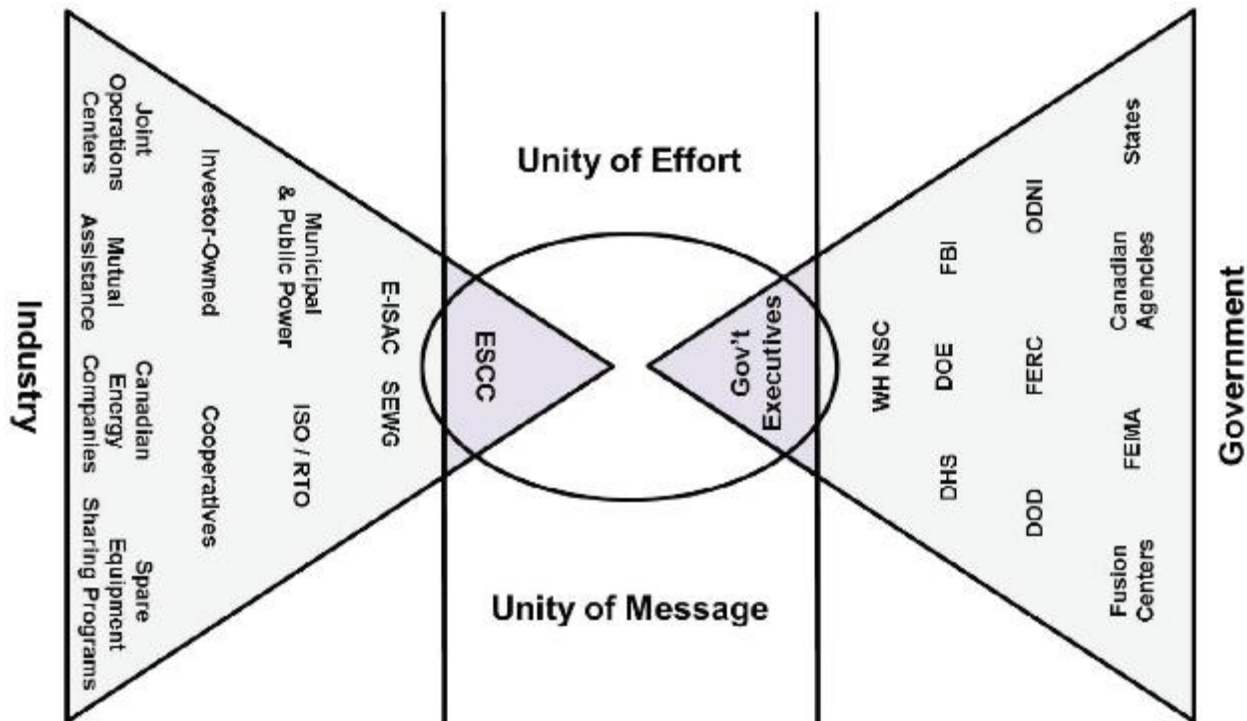 Industry
Joint
Operations
Centers
Mutual
Assistance
Canadian
Energy
Companies
Spare
Equipment
Sharing Programs
Investor-Owned
Cooperatives
Municipal
& Public Power
ISO / RTO
E-ISAC
SEWG
ESCC
Unity of Effort
Unity of Message
Gov't
Executives
WH NSC
FBI
DOE
DHS
ODNI
FERC
DOD
States
Canadian
Agencies
FEMA
Fusion
Centers
Government